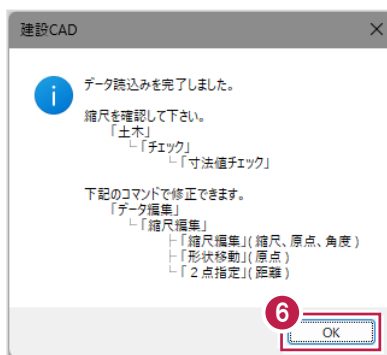 建設CAD
データ読込みを完了しました。
縮尺を確認して下さい。
「土木」
└「チェック」
└「寸法値チェック」
下記のコマンドで修正できます。
「データ編集」
└「縮尺編集」
├「縮尺編集」(縮尺、原点、角度)
├「形状移動」(原点)
└「２点指定」(距離)
6
OK